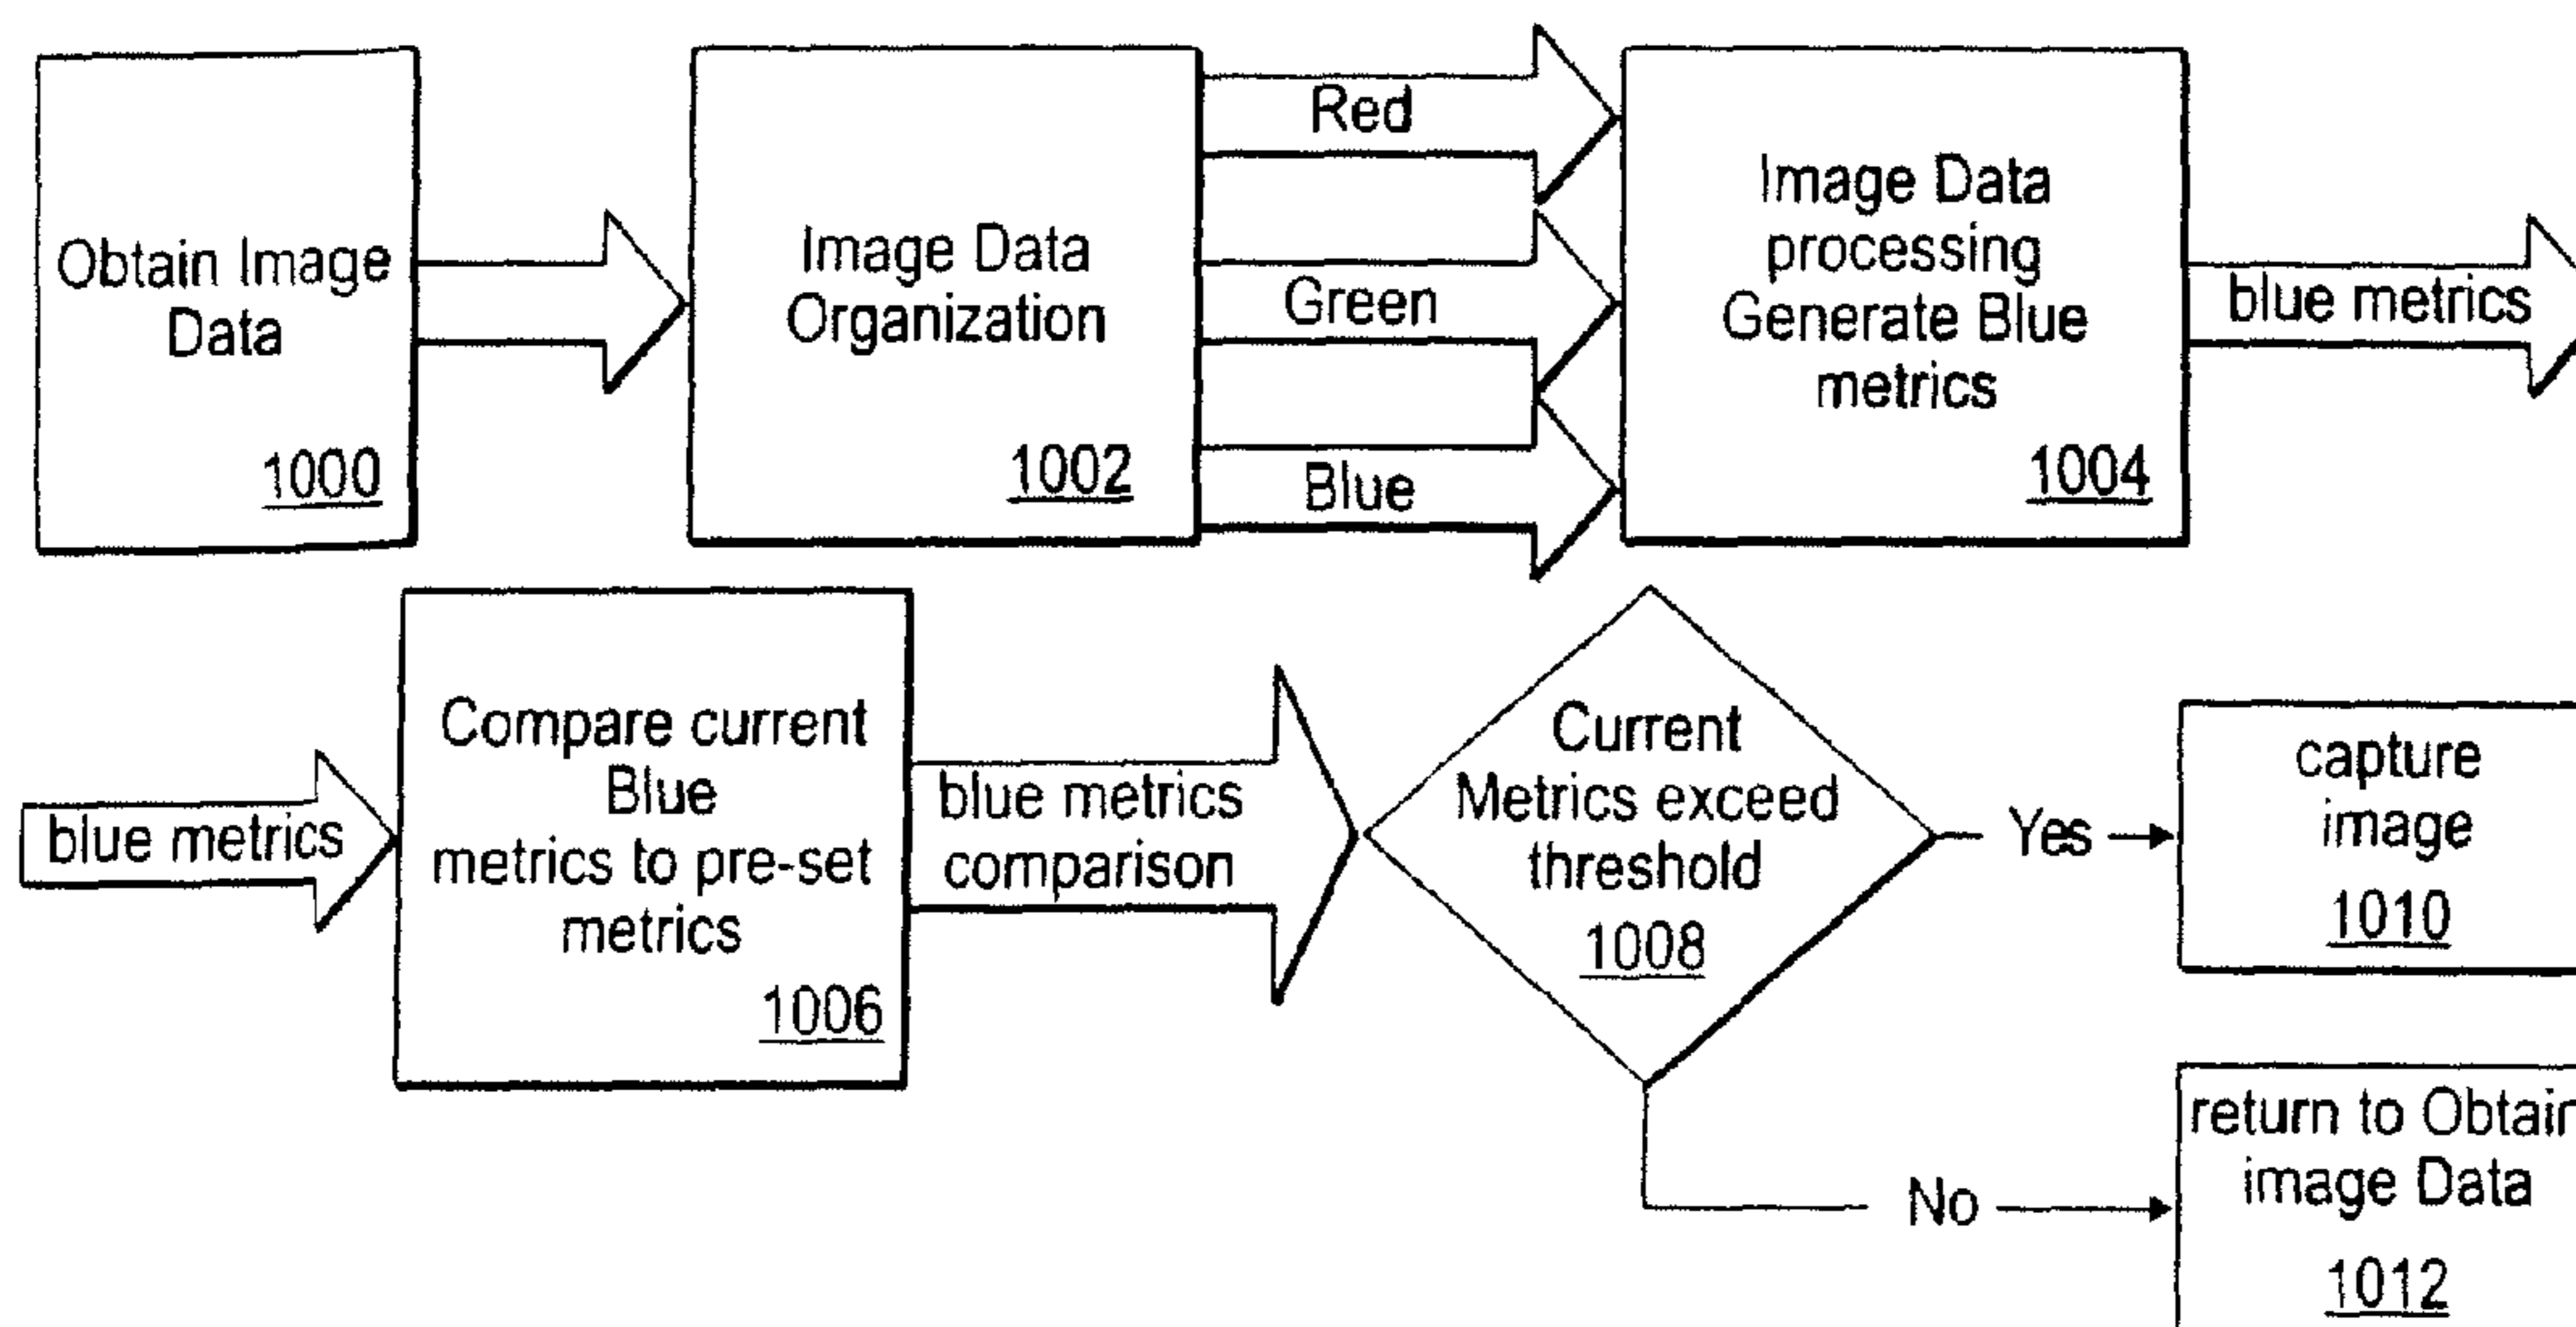 Obtain Image
Data
1000
Image Data
Organization
1002
Red
Green
Blue
Image Data
processing
Generate Blue
metrics
1004
blue metrics
blue metrics
Compare current
Blue
metrics to pre-set
metrics
1006
blue metrics
comparison
Current
Metrics exceed
threshold
1008
Yes
capture
image
1010
No
return to Obtain
image Data
1012